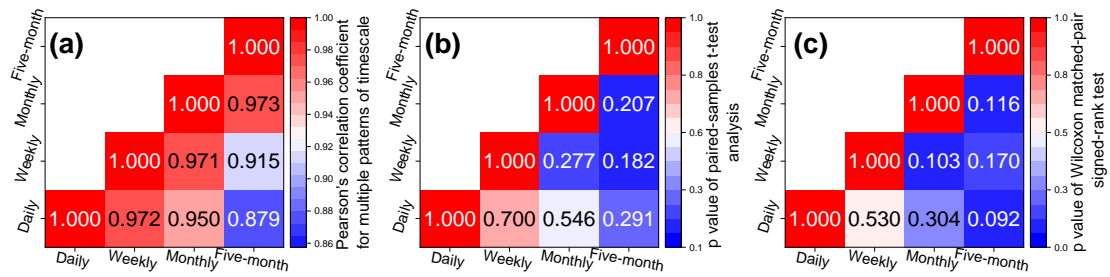 (a)
Five-month
Monthly
Weekly
Daily
1.000
1.000 0.973
1.000 0.971 0.915
1.000 0.972 0.950 0.879
Daily Weekly Monthly Five-month
1.00
0.98
0.96
0.94
0.92
0.90
0.88
0.86
Pearson's correlation coefficient
for multiple patterns of timescale
(b)
Five-month
Monthly
Weekly
Daily
1.000
1.000 0.207
1.000 0.277 0.182
1.000 0.700 0.546 0.291
Daily Weekly Monthly Five-month
1.0
0.8
0.6
0.5
0.3
0.1
p value of paired-samples t-test
analysis
(c)
Five-month
Monthly
Weekly
Daily
1.000
1.000 0.116
1.000 0.103 0.170
1.000 0.530 0.304 0.092
Daily Weekly Monthly Five-month
1.0
0.8
0.6
0.3
0.2
0.0
p value of Wilcoxon matched-pair
signed-rank test